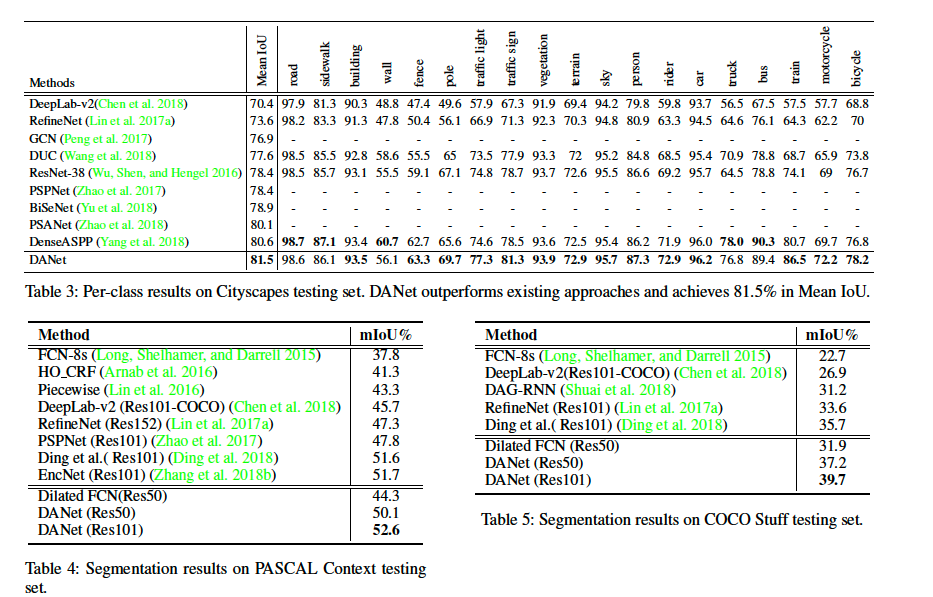 Methods Mean IoU road sidewalk building wall fence pole traffic light traffic sign vegetation terrain sky person rider car truck bus train motorcycle bicycle
DeepLab-v2(Chen et al. 2018) 70.4 97.9 81.3 90.3 48.8 47.4 49.6 57.9 67.3 91.9 69.4 94.2 79.8 59.8 93.7 56.5 67.5 57.5 57.7 68.8
RefineNet (Lin et al. 2017a) 73.6 98.2 83.3 91.3 47.8 50.4 56.1 66.9 71.3 92.3 70.3 94.8 80.9 63.3 94.5 64.6 76.1 64.3 62.2 70
GCN (Peng et al. 2017) 76.9 - - - - - - - - - - - - - - - - - - -
DUC (Wang et al. 2018) 77.6 98.5 85.5 92.8 58.6 55.5 65 73.5 77.9 93.3 72 95.2 84.8 68.5 95.4 70.9 78.8 68.7 65.9 73.8
ResNet-38 (Wu, Shen, and Hengel 2016) 78.4 98.5 85.7 93.1 55.5 59.1 67.1 74.8 78.7 93.7 72.6 95.5 86.6 69.2 95.7 64.5 78.8 74.1 69 76.7
PSPNet (Zhao et al. 2017) 78.4 - - - - - - - - - - - - - - - - - - -
BiSeNet (Yu et al. 2018) 78.9 - - - - - - - - - - - - - - - - - - -
PSANet (Zhao et al. 2018) 80.1 - - - - - - - - - - - - - - - - - - -
DenseASPP (Yang et al. 2018) 80.6 98.7 87.1 93.4 60.7 62.7 65.6 74.6 78.5 93.6 72.5 95.4 86.2 71.9 96.0 78.0 90.3 80.7 69.7 76.8
DANet 81.5 98.6 86.1 93.5 56.1 63.3 69.7 77.3 81.3 93.9 72.9 95.7 87.3 72.9 96.2 76.8 89.4 86.5 72.2 78.2
Table 3: Per-class results on Cityscapes testing set. DANet outperforms existing approaches and achieves 81.5% in Mean IoU.
Method mIoU%
FCN-8s (Long, Shelhamer, and Darrell 2015) 37.8
HO_CRF (Arnab et al. 2016) 41.3
Piecewise (Lin et al. 2016) 43.3
DeepLab-v2 (Res101-COCO) (Chen et al. 2018) 45.7
RefineNet (Res152) (Lin et al. 2017a) 47.3
PSPNet (Res101) (Zhao et al. 2017) 47.8
Ding et al.( Res101) (Ding et al. 2018) 51.6
EncNet (Res101) (Zhang et al. 2018b) 51.7
Dilated FCN(Res50) 44.3
DANet (Res50) 50.1
DANet (Res101) 52.6
Table 4: Segmentation results on PASCAL Context testing
set.
Method mIoU%
FCN-8s (Long, Shelhamer, and Darrell 2015) 22.7
DeepLab-v2(Res101-COCO) (Chen et al. 2018) 26.9
DAG-RNN (Shuai et al. 2018) 31.2
RefineNet (Res101) (Lin et al. 2017a) 33.6
Ding et al.( Res101) (Ding et al. 2018) 35.7
Dilated FCN (Res50) 31.9
DANet (Res50) 37.2
DANet (Res101) 39.7
Table 5: Segmentation results on COCO Stuff testing set.